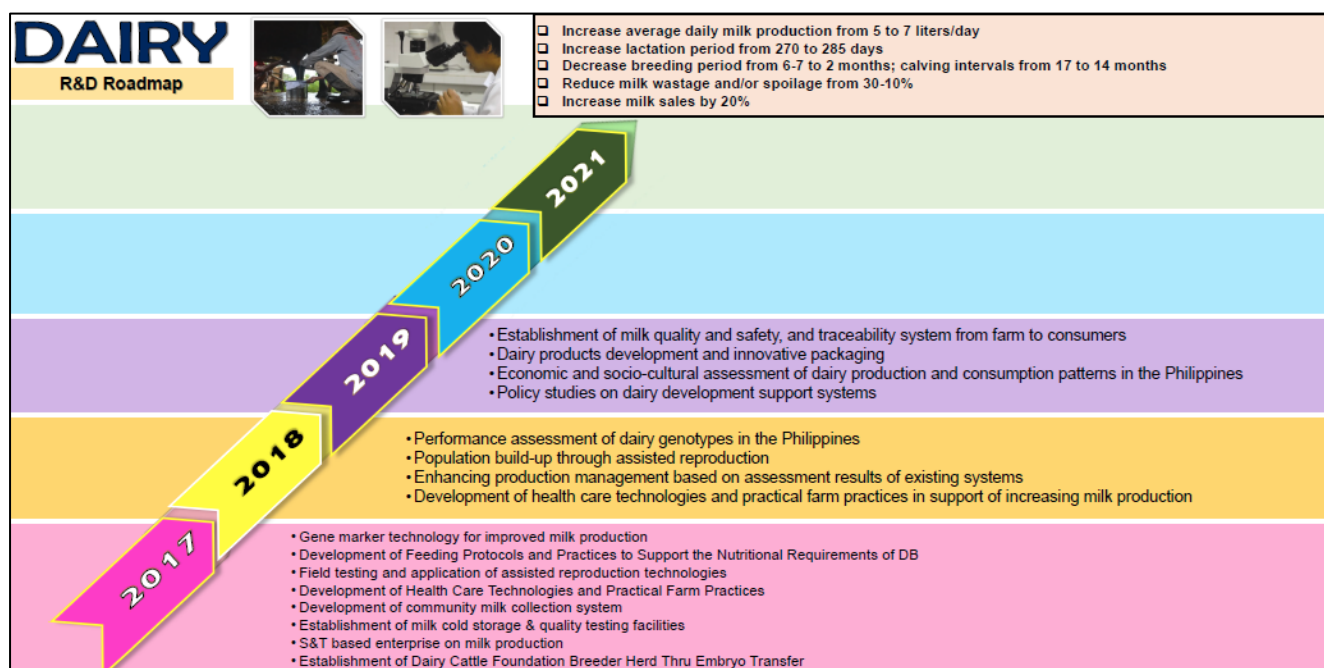 DAIRY
R&D Roadmap
❑ Increase average daily milk production from 5 to 7 liters/day
❑ Increase lactation period from 270 to 285 days
❑ Decrease breeding period from 6-7 to 2 months; calving intervals from 17 to 14 months
❑ Reduce milk wastage and/or spoilage from 30-10%
❑ Increase milk sales by 20%
2021
2020
2019
• Establishment of milk quality and safety, and traceability system from farm to consumers
• Dairy products development and innovative packaging
• Economic and socio-cultural assessment of dairy production and consumption patterns in the Philippines
• Policy studies on dairy development support systems
2018
• Performance assessment of dairy genotypes in the Philippines
• Population build-up through assisted reproduction
• Enhancing production management based on assessment results of existing systems
• Development of health care technologies and practical farm practices in support of increasing milk production
2017
• Gene marker technology for improved milk production
• Development of Feeding Protocols and Practices to Support the Nutritional Requirements of DB
• Field testing and application of assisted reproduction technologies
• Development of Health Care Technologies and Practical Farm Practices
• Development of community milk collection system
• Establishment of milk cold storage & quality testing facilities
• S&T based enterprise on milk production
• Establishment of Dairy Cattle Foundation Breeder Herd Thru Embryo Transfer